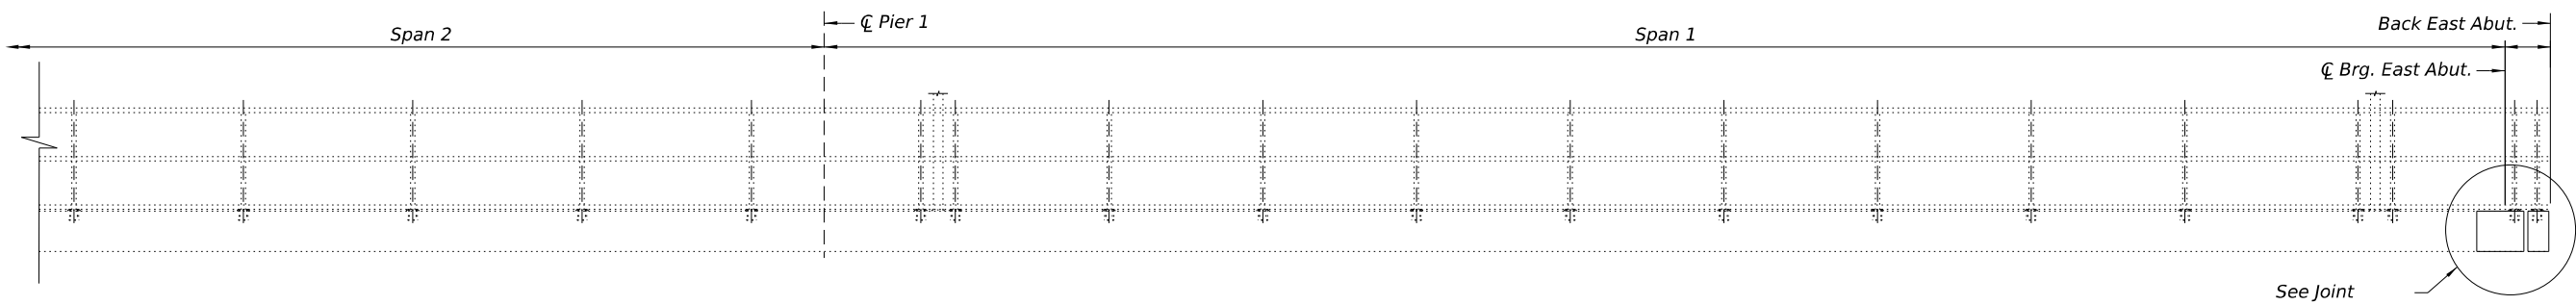 ℄ Pier 1
Back East Abut.
Span 2
Span 1
℄ Brg. East Abut.
See Joint